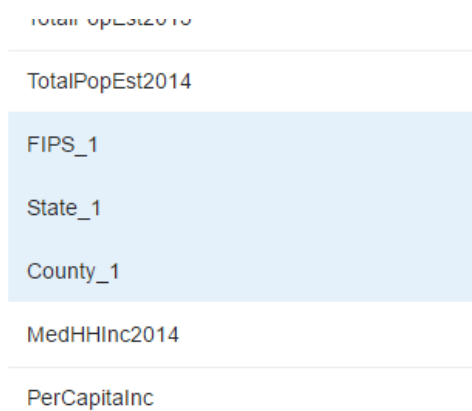 TotalPopEst2014
FIPS_1
State_1
County_1
MedHHInc2014
PerCapitaInc